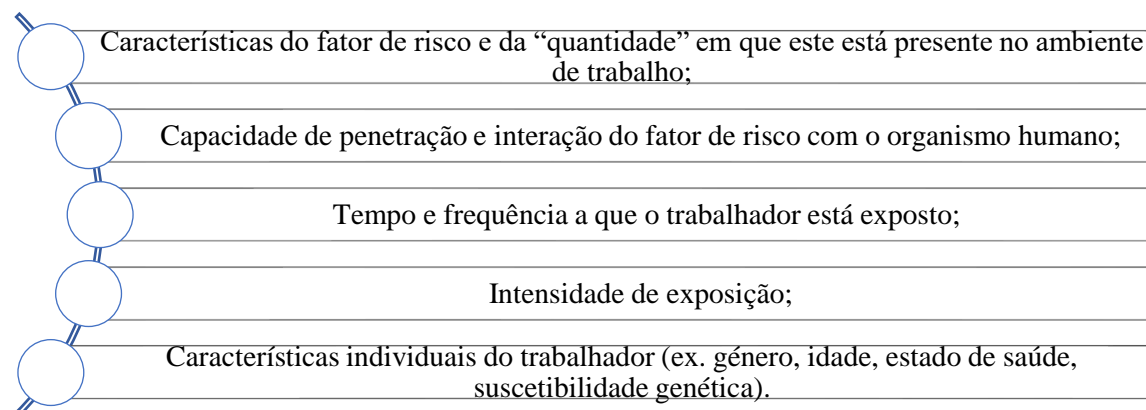 Características do fator de risco e da “quantidade” em que este está presente no ambiente
de trabalho;
Capacidade de penetração e interação do fator de risco com o organismo humano;
Tempo e frequência a que o trabalhador está exposto;
Intensidade de exposição;
Características individuais do trabalhador (ex. género, idade, estado de saúde,
suscetibilidade genética).